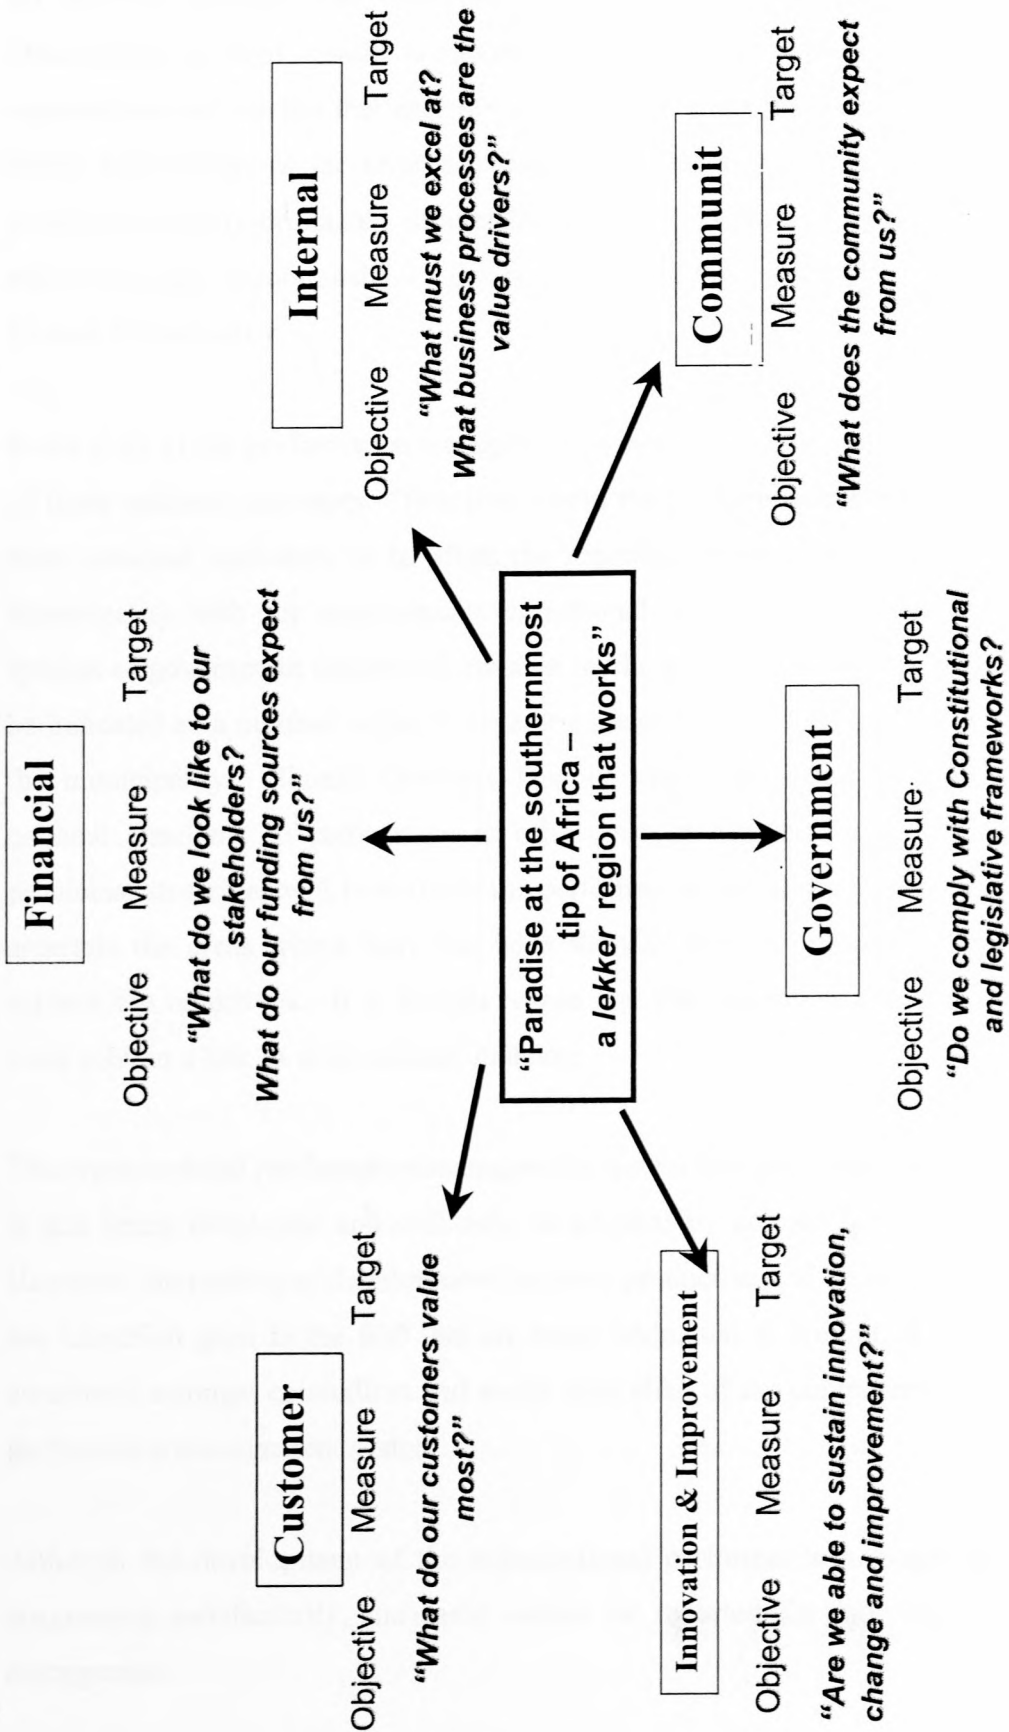 Financial
Objective Measure Target
“What do we look like to our
stakeholders?
What do our funding sources expect
from us?”
Customer
Objective Measure Target
“What do our customers value
most?”
Internal
Objective Measure Target
“What must we excel at?
What business processes are the
value drivers?”
“Paradise at the southernmost
tip of Africa –
a lekker region that works”
Innovation & Improvement
Objective Measure Target
“Are we able to sustain innovation,
change and improvement?”
Government
Objective Measure Target
“Do we comply with Constitutional
and legislative frameworks?
Communit
Objective Measure Target
“What does the community expect
from us?”